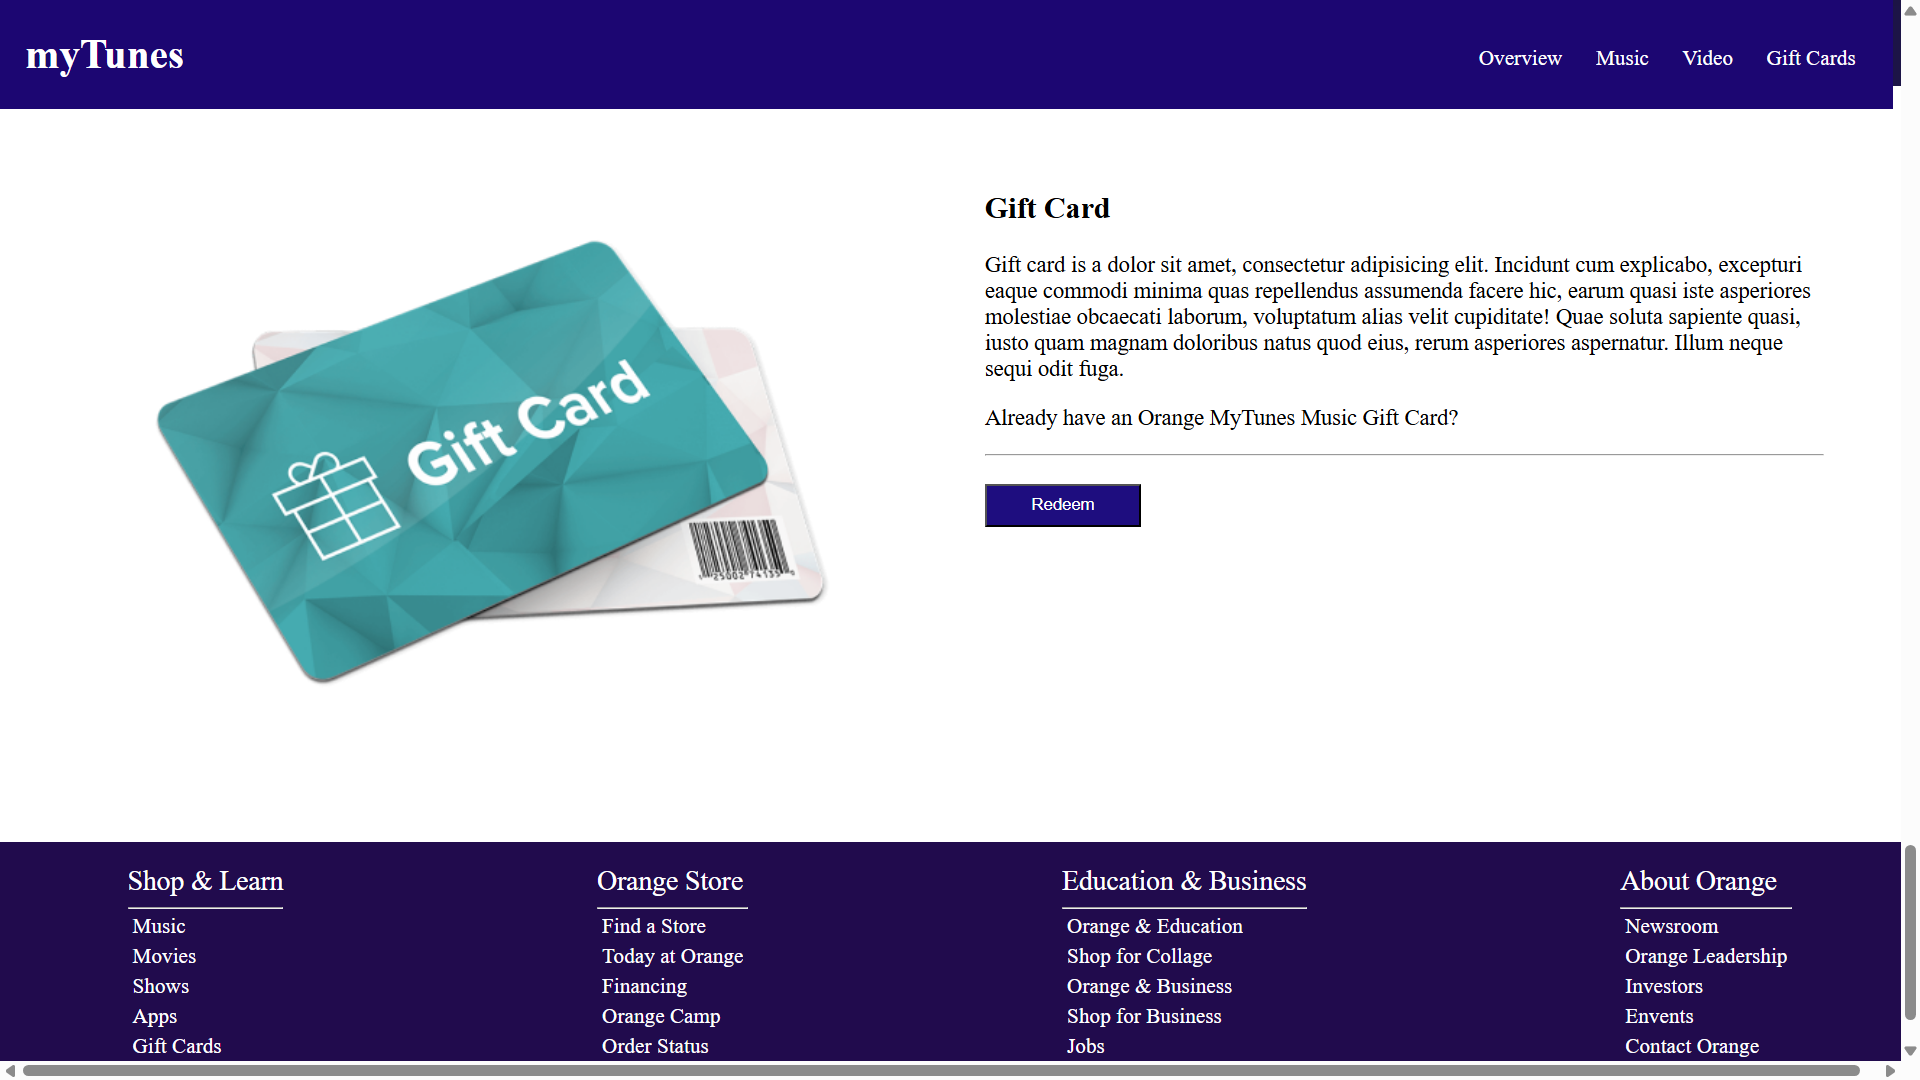 myTunes
Overview Music Video Gift Cards
Gift Card
Gift card is a dolor sit amet, consectetur adipisicing elit. Incidunt cum explicabo, excepturi
eaque commodi minima quas repellendus assumenda facere hic, earum quasi iste asperiores
molestiae obcaecati laborum, voluptatum alias velit cupiditate! Quae soluta sapiente quasi,
iusto quam magnam doloribus natus quod eius, rerum asperiores aspernatur. Illum neque
sequi odit fuga.
Already have an Orange MyTunes Music Gift Card?
Redeem
Gift Card
Shop & Learn
Music
Movies
Shows
Apps
Gift Cards
Orange Store
Find a Store
Today at Orange
Financing
Orange Camp
Order Status
Education & Business
Orange & Education
Shop for Collage
Orange & Business
Shop for Business
Jobs
About Orange
Newsroom
Orange Leadership
Investors
Envents
Contact Orange